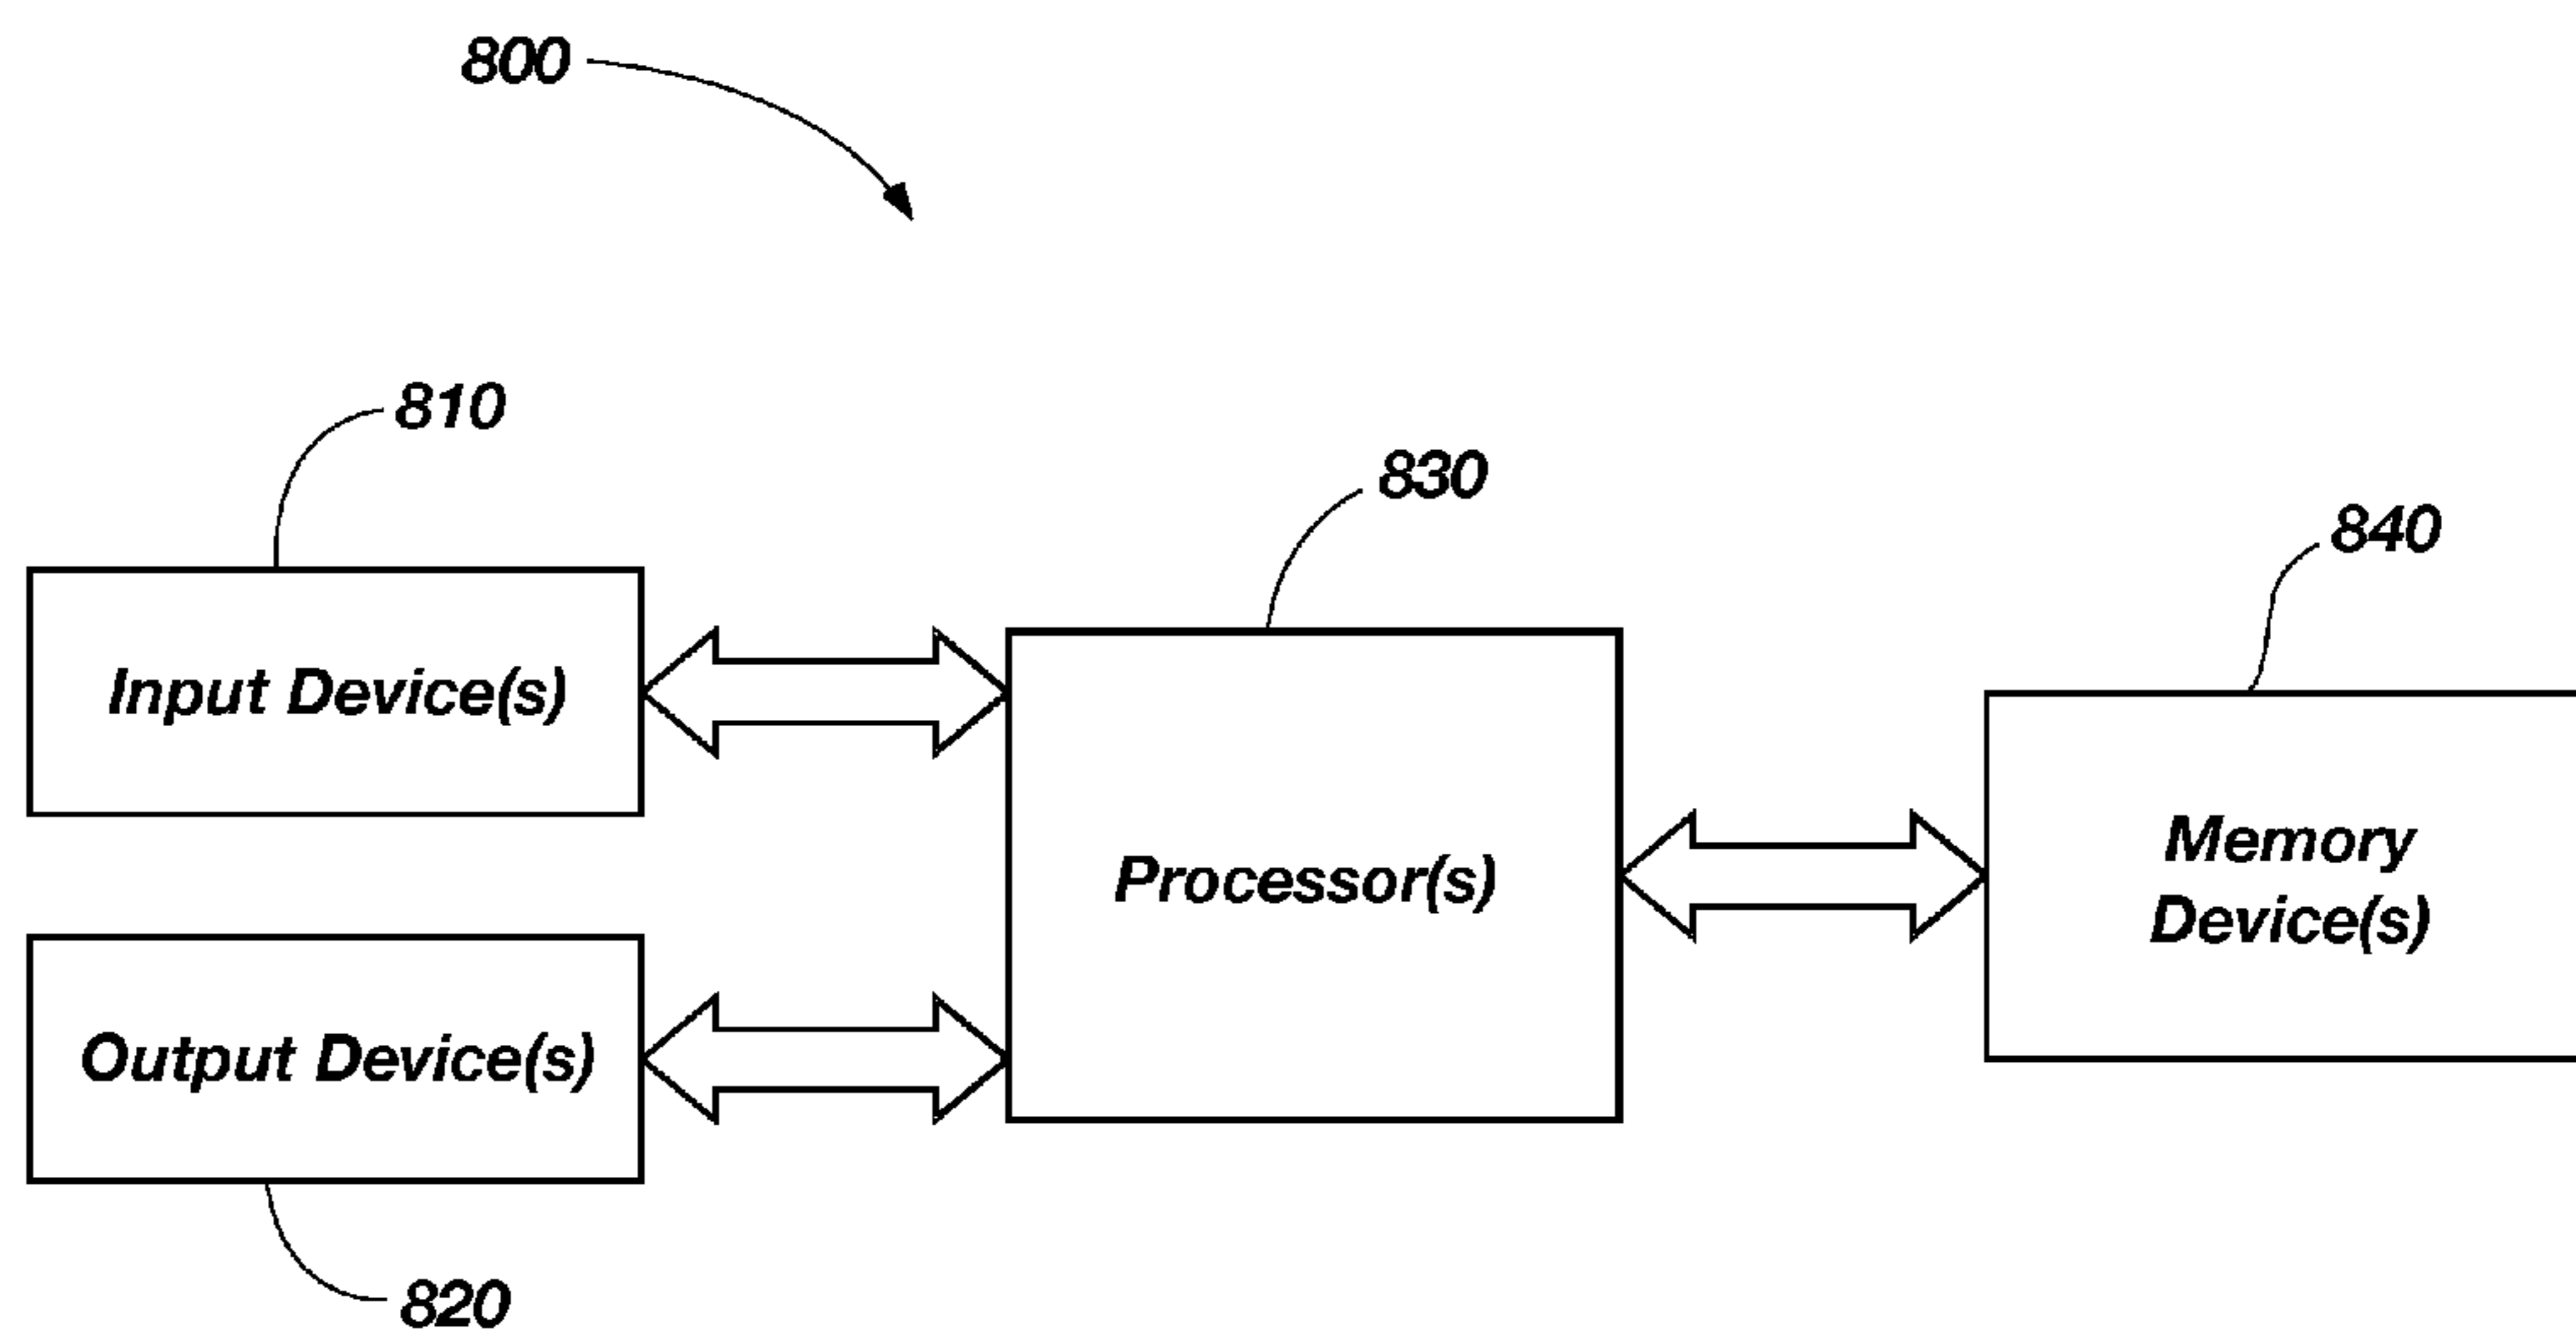 800
810
830
840
Input Device(s)
Processor(s)
Memory
Device(s)
Output Device(s)
820